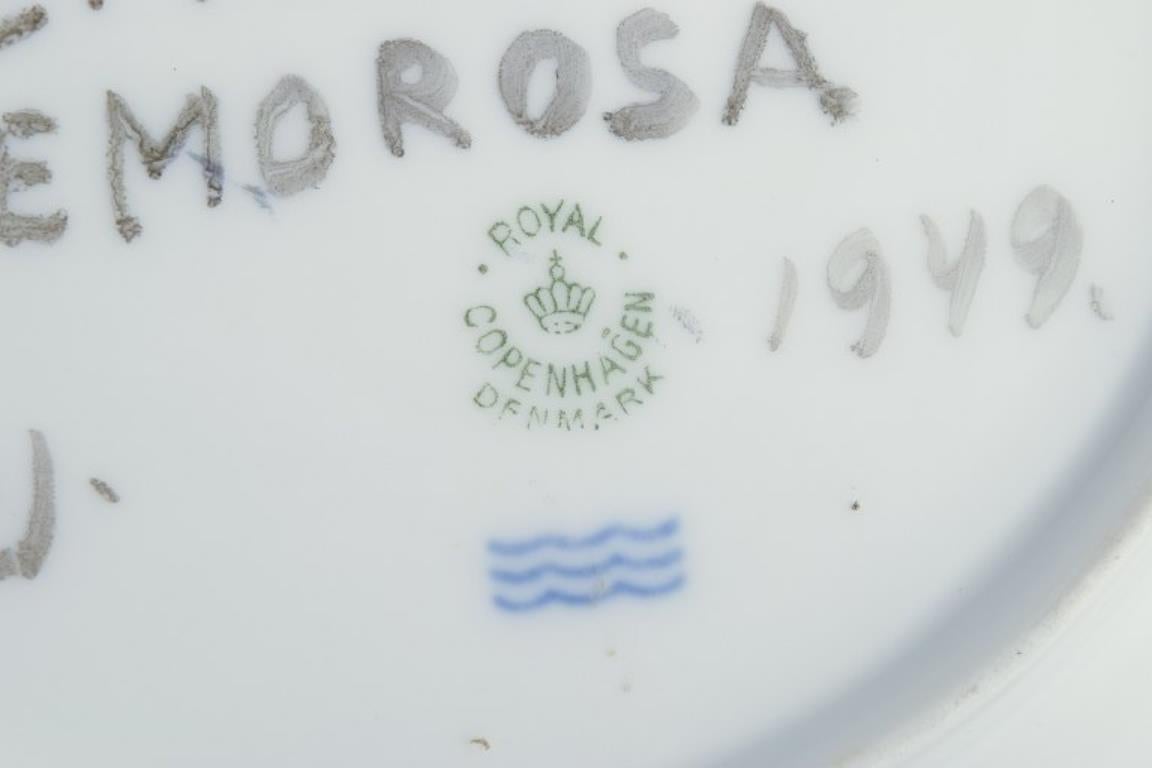 EMOROSA
ROYAL
COPENHAGEN
DENMARK
1949.